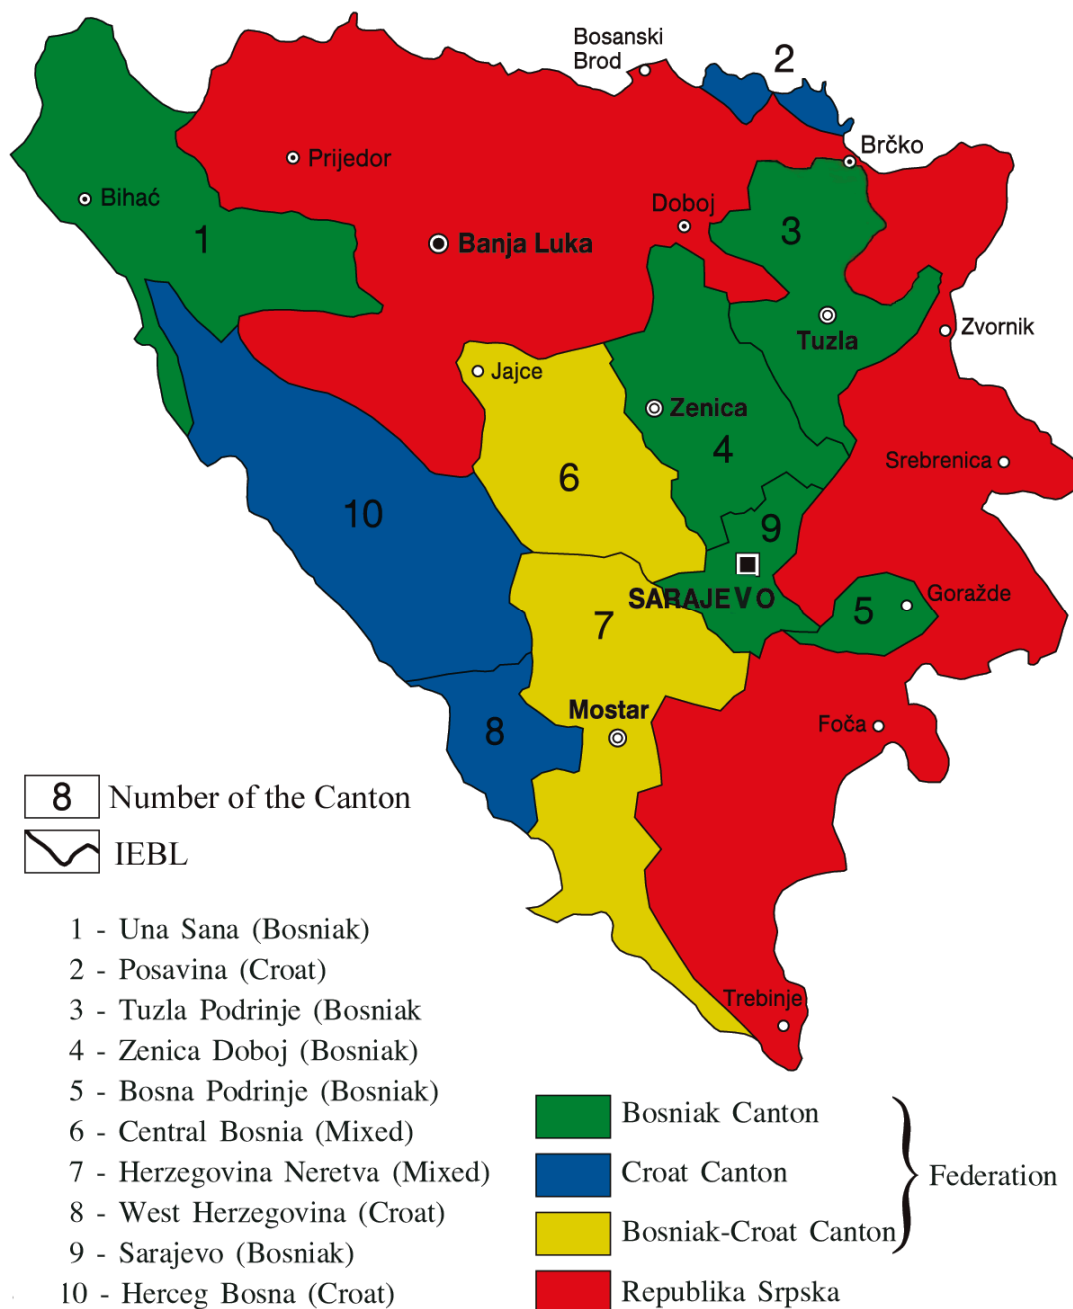 Bosanski
Brod
2
Brčko
Prijedor
Bihać
Doboj
3
1
Banja Luka
Tuzla
Zvornik
Jajce
Zenica
4
Srebrenica
6
10
9
SARAJEVO
Goražde
5
7
Mostar
Foča
8
8 Number of the Canton
IEBL
Trebinje
1 - Una Sana (Bosniak)
2 - Posavina (Croat)
3 - Tuzla Podrinje (Bosniak
4 - Zenica Doboj (Bosniak)
5 - Bosna Podrinje (Bosniak)
6 - Central Bosnia (Mixed)
7 - Herzegovina Neretva (Mixed)
8 - West Herzegovina (Croat)
9 - Sarajevo (Bosniak)
10 - Herceg Bosna (Croat)
Bosniak Canton
Croat Canton
Federation
Bosniak-Croat Canton
Republika Srpska